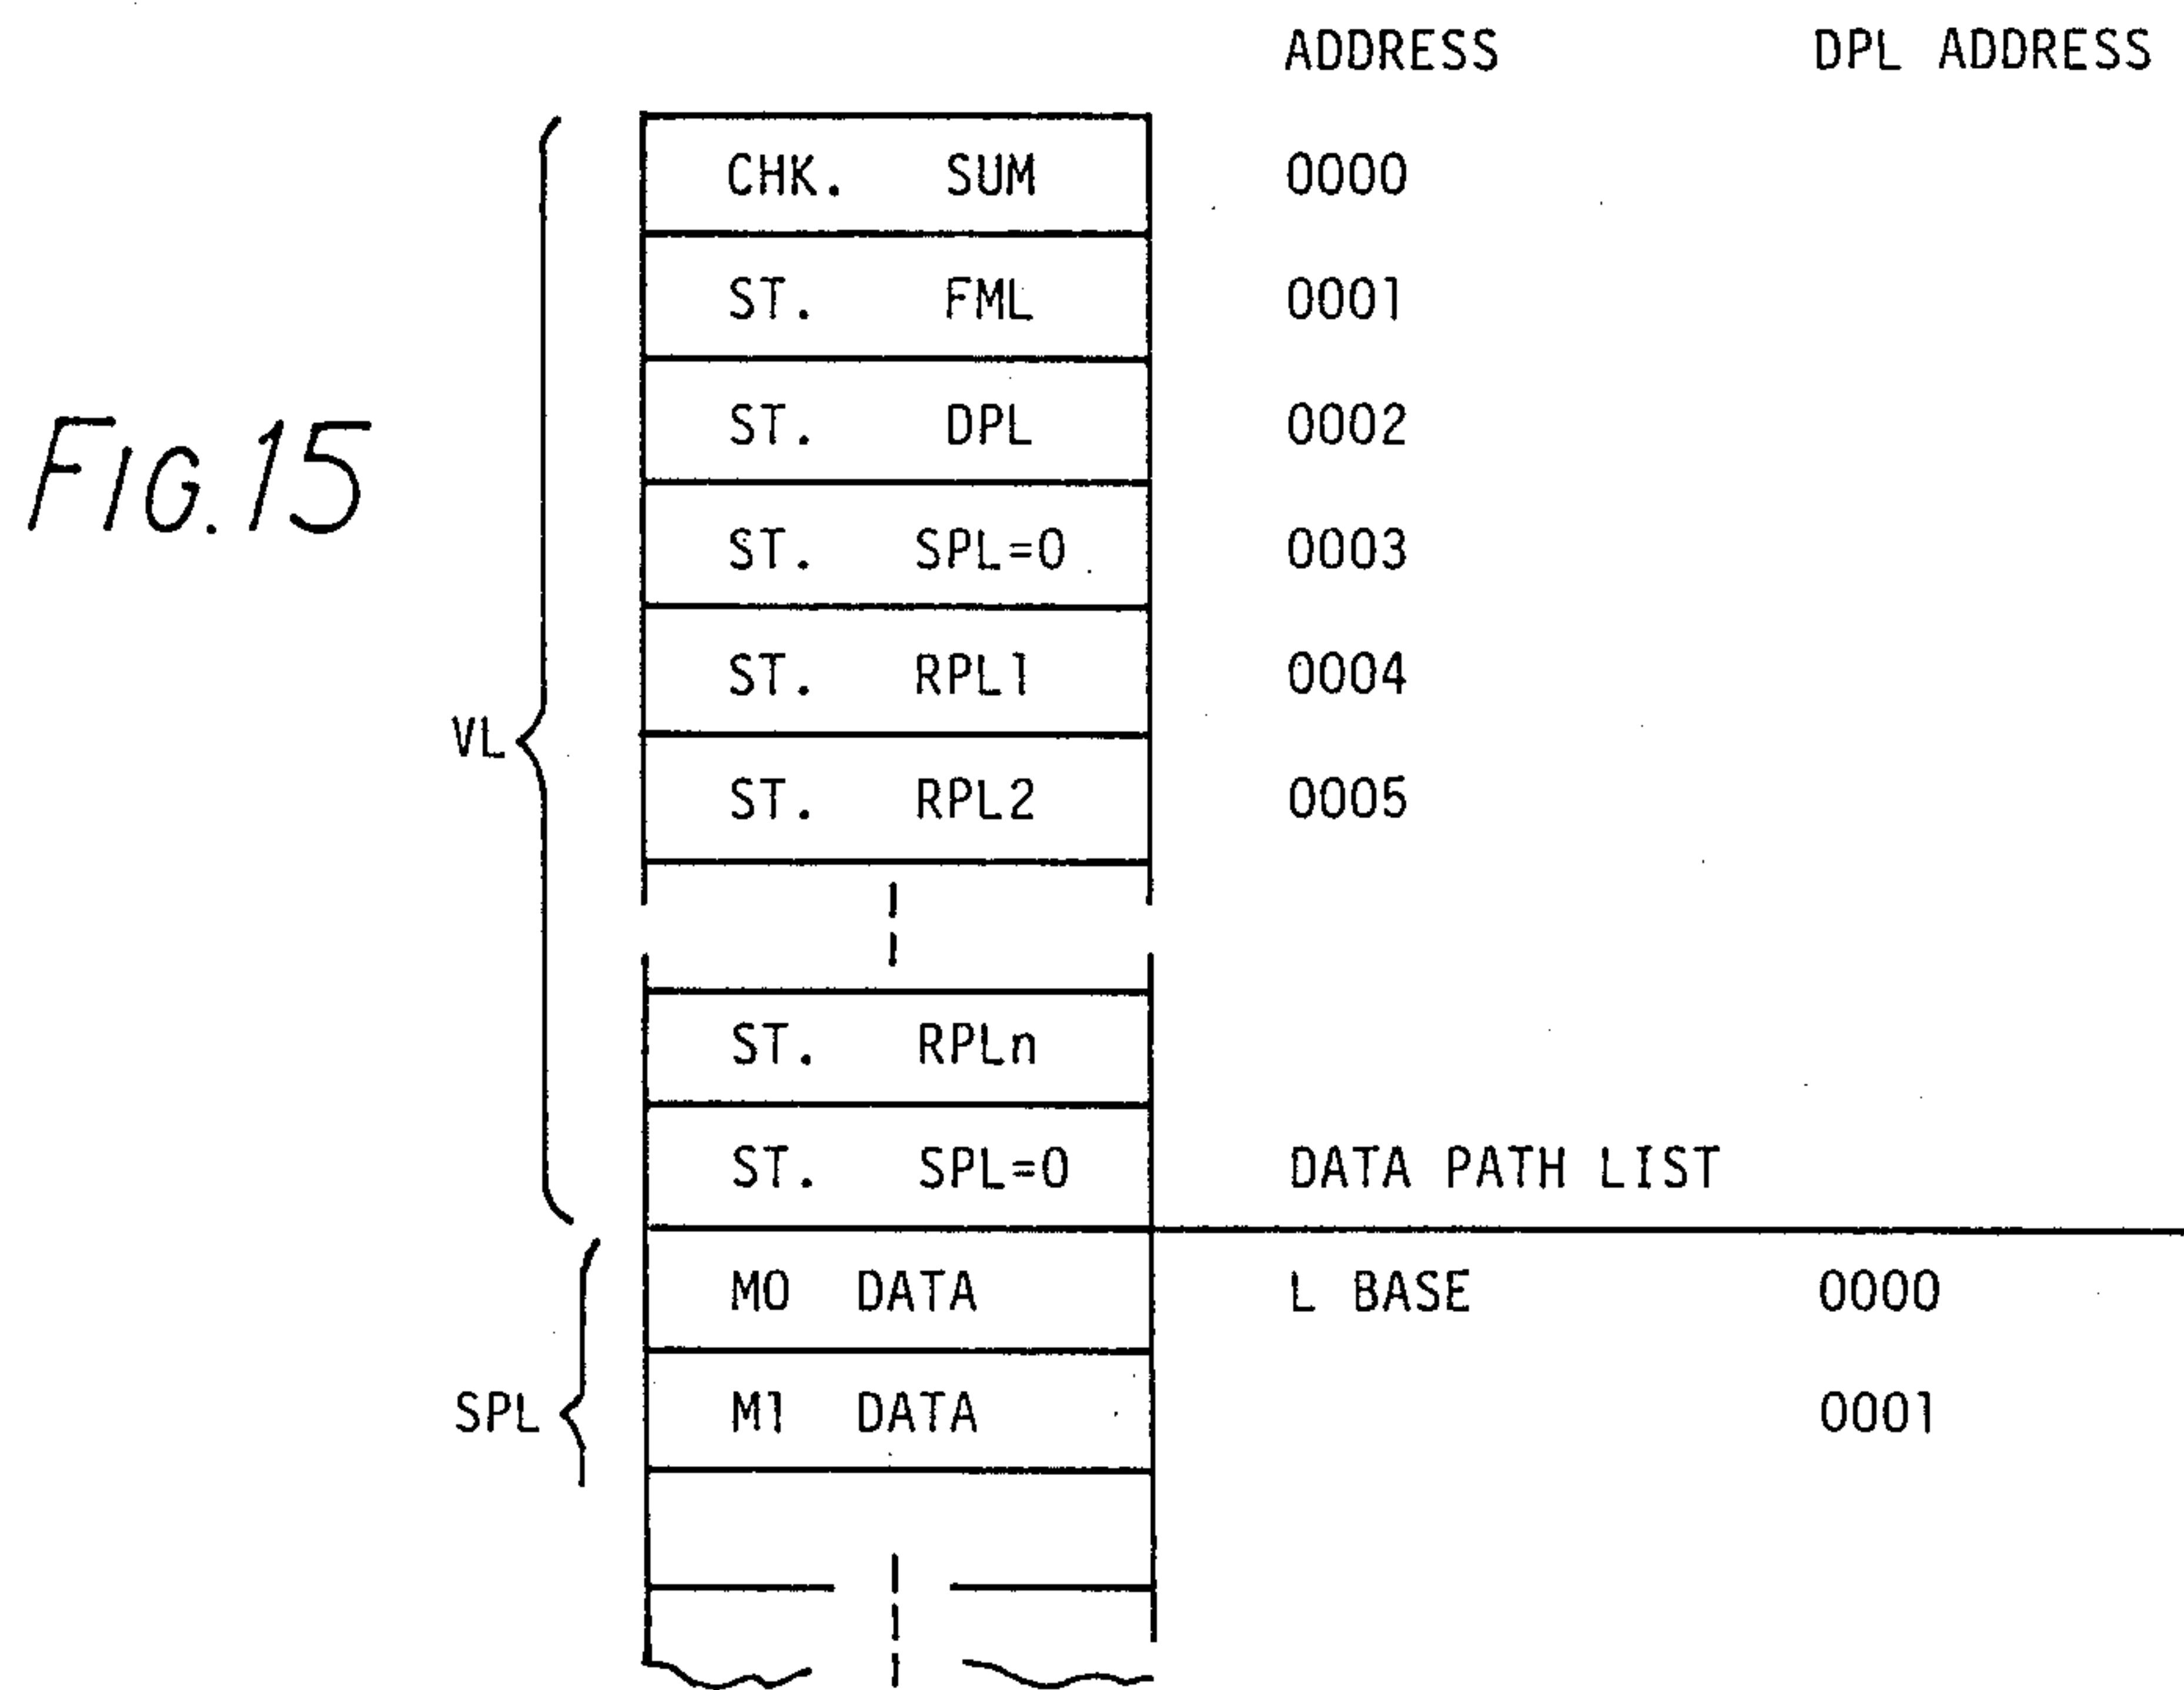 ADDRESS DPL ADDRESS
CHK. SUM 0000
ST. FML 0001
ST. DPL 0002
FIG.15
ST. SPL=0 0003
ST. RPL1 0004
VL
ST. RPL2 0005
ST. RPLn
ST. SPL=0 DATA PATH LIST
M0 DATA L BASE 0000
SPL M1 DATA 0001